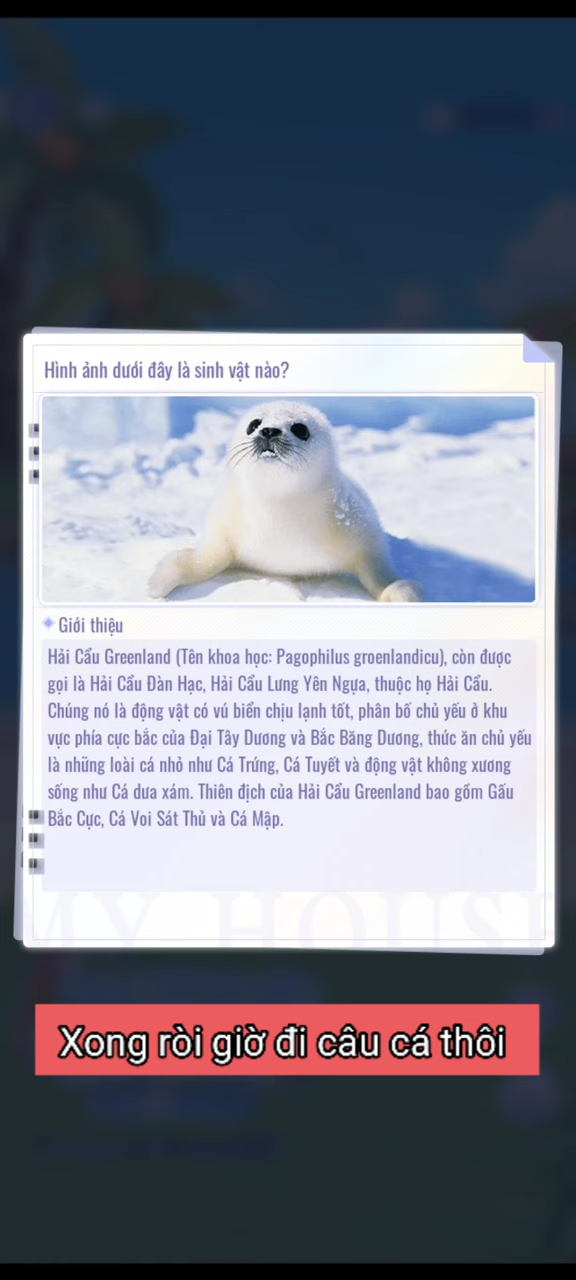 Hình ảnh dưới đây là sinh vật nào?
Giới thiệu
Hải Cẩu Greenland (Tên khoa học: Pagophilus groenlandicu), còn được
gọi là Hải Cẩu Đàn Hạc, Hải Cẩu Lưng Yên Ngựa, thuộc họ Hải Cẩu.
Chúng nó là động vật có vú biển chịu lạnh tốt, phân bố chủ yếu ở khu
vực phía cực bắc của Đại Tây Dương và Bắc Băng Dương, thức ăn chủ yếu
là những loài cá nhỏ như Cá Trứng, Cá Tuyết và động vật không xương
sống như Cá dưa xám. Thiên địch của Hải Cẩu Greenland bao gồm Gấu
Bắc Cực, Cá Voi Sát Thủ và Cá Mập.
MY HOUSE
Xong ròi giờ đi câu cá thôi